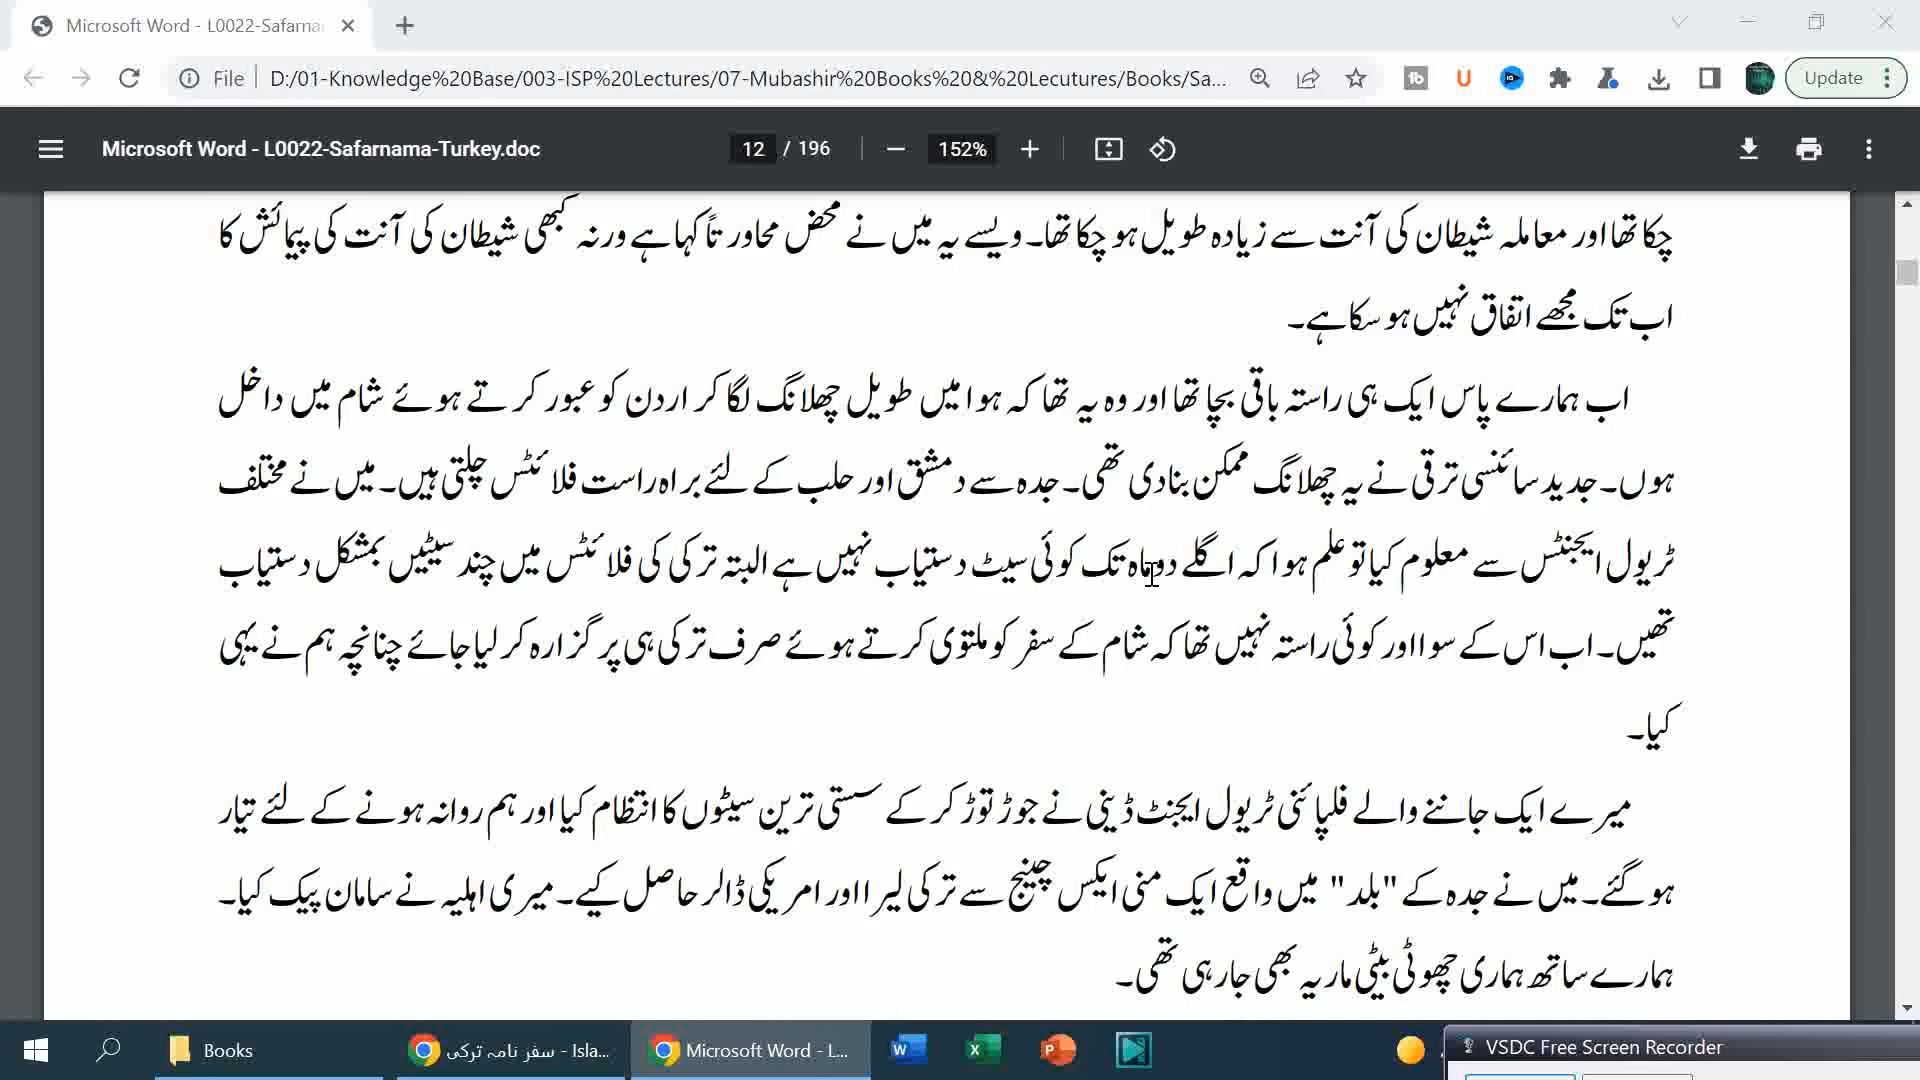 Microsoft Word - L0022-Safarna
File
D:/01-Knowledge%20Base/003-ISP%20Lectures/07-Mubashir%20Books%20&%20Lecutures/Books/Sa...
Update
Microsoft Word - L0022-Safarnama-Turkey.doc
12 / 196
152%
چکا تھا اور معاملہ شیطان کی آنت سے زیادہ طویل ہو چکا تھا۔ ویسے یہ میں نے محض محاورتاً کہا ہے ورنہ کبھی شیطان کی آنت کی پیمائش کا
اب تک مجھے اتفاق نہیں ہو سکا ہے۔
اب ہمارے پاس ایک ہی راستہ باقی بچا تھا اور وہ یہ تھا کہ ہوا میں طویل چھلانگ لگا کر اردن کو عبور کرتے ہوئے شام میں داخل
ہوں۔ جدید سائنسی ترقی نے یہ چھلانگ ممکن بنا دی تھی۔ جدہ سے دمشق اور حلب کے لئے براہ راست فلائٹس چلتی ہیں۔ میں نے مختلف
ٹریول ایجنٹس سے معلوم کیا تو علم ہوا کہ اگلے دو ماہ تک کوئی سیٹ دستیاب نہیں ہے البتہ ترکی کی فلائٹس میں چند سیٹیں بمشکل دستیاب
تھیں۔ اب اس کے سوا اور کوئی راستہ نہیں تھا کہ شام کے سفر کو ملتوی کرتے ہوئے صرف ترکی ہی پر گزارہ کر لیا جائے چنانچہ ہم نے یہی
کیا۔
میرے ایک جاننے والے فلپائنی ٹریول ایجنٹ ڈینی نے جوڑ توڑ کر کے سستی ترین سیٹوں کا انتظام کیا اور ہم روانہ ہونے کے لئے تیار
ہو گئے۔ میں نے جدہ کے "بلد" میں واقع ایک منی ایکس چینج سے ترکی لیرا اور امریکی ڈالر حاصل کیے۔ میری اہلیہ نے سامان پیک کیا۔
ہمارے ساتھ ہماری چھوٹی بیٹی ماریہ بھی جا رہی تھی۔
Books
سفر نامہ ترکی - Isla...
Microsoft Word - L...
VSDC Free Screen Recorder